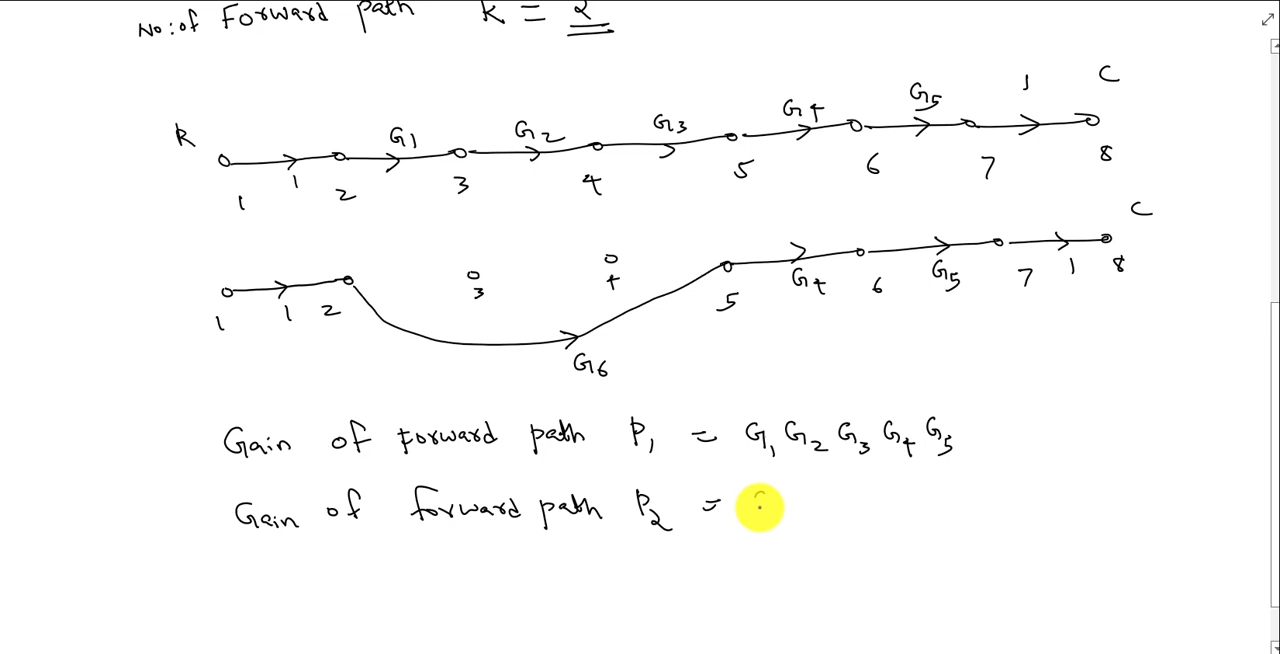 No: of Forward path K = 2
R G1 G2 G3 G4 G5 1 C
1 1 2 3 4 5 6 7 8
C
3 4 G4 G5
1 1 2 5 6 7 1 8
G6
Gain of forward path P1 = G1 G2 G3 G4 G5
Gain of forward path P2 =